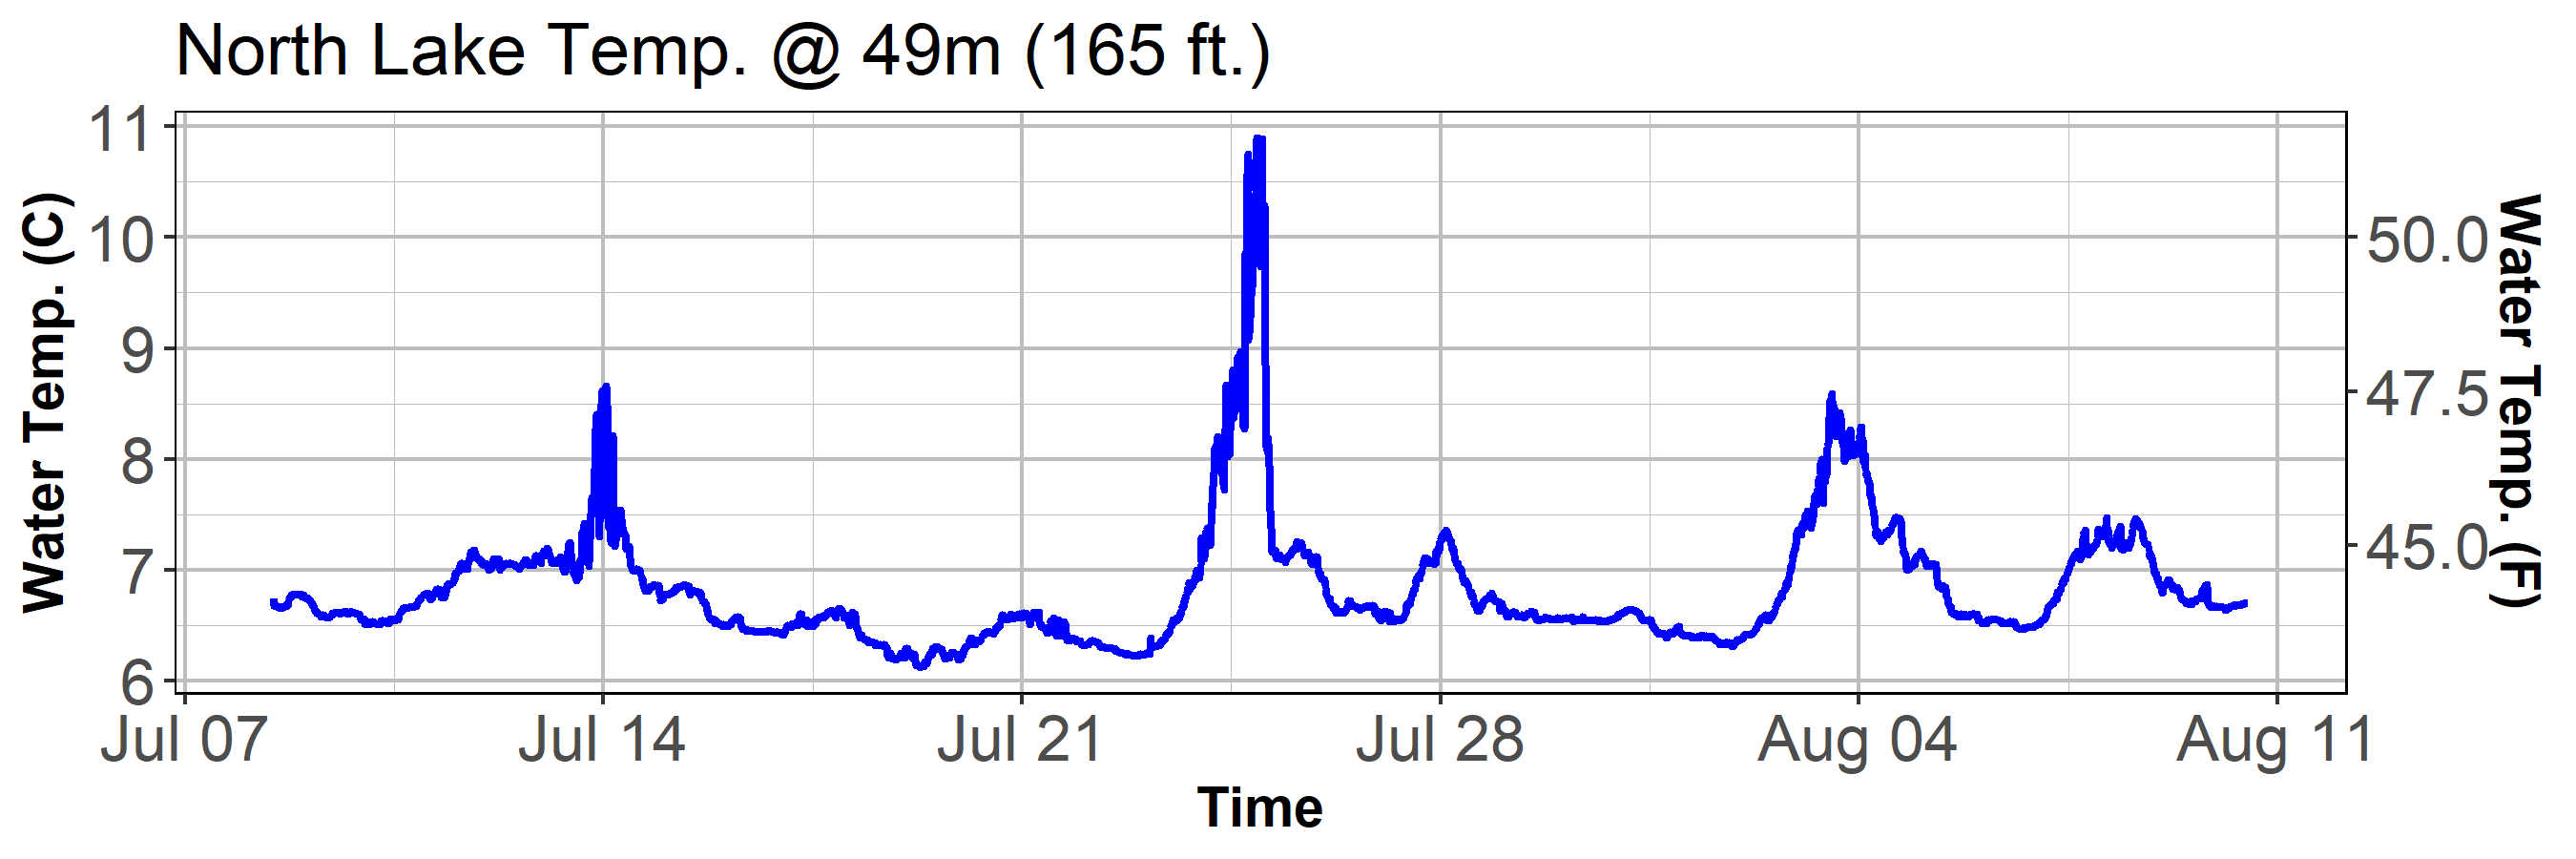 North Lake Temp. @ 49m (165 ft.)
Water Temp. (C)
11
10
9
8
7
6
50.0
47.5
45.0
Water Temp. (F)
Jul 07 Jul 14 Jul 21 Jul 28 Aug 04 Aug 11
Time